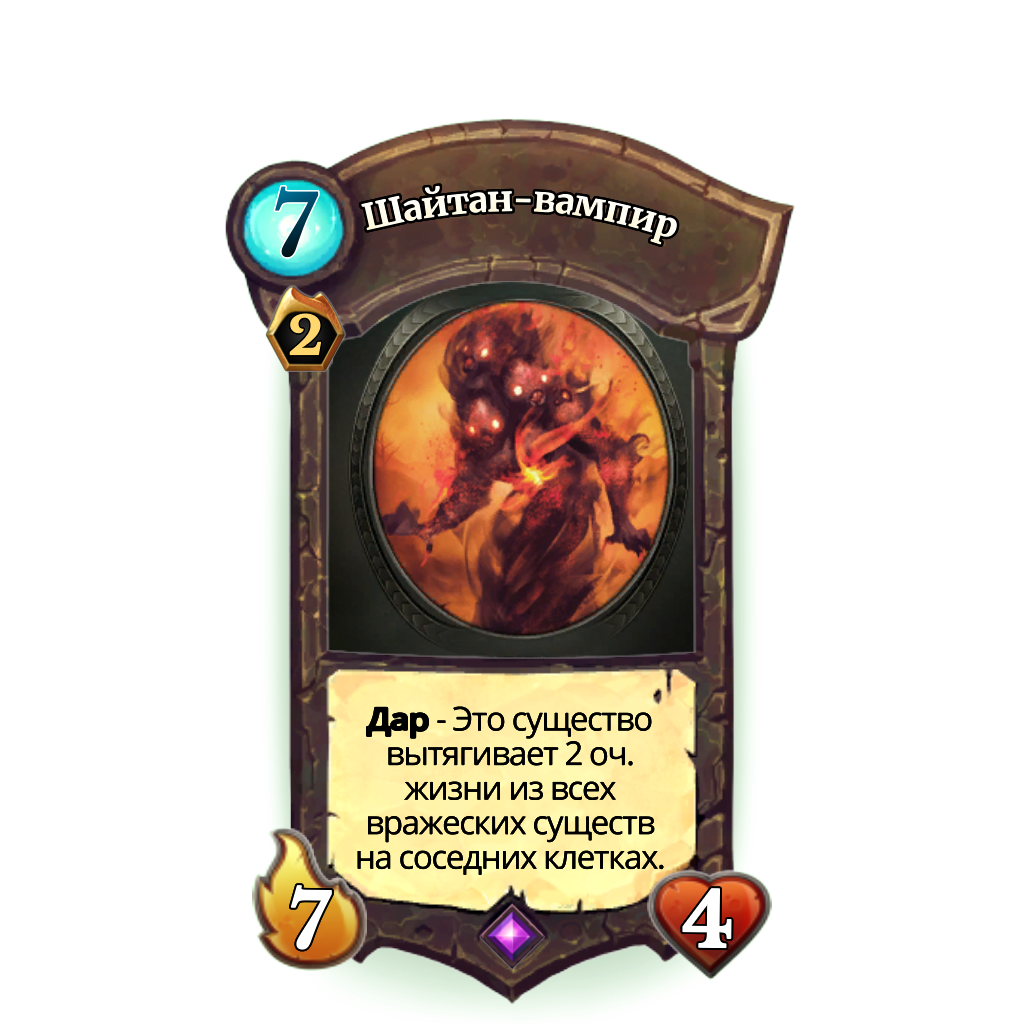 7
Шайтан-вампир
2
Дар - Это существо
вытягивает 2 оч.
жизни из всех
вражеских существ
на соседних клетках.
7
4